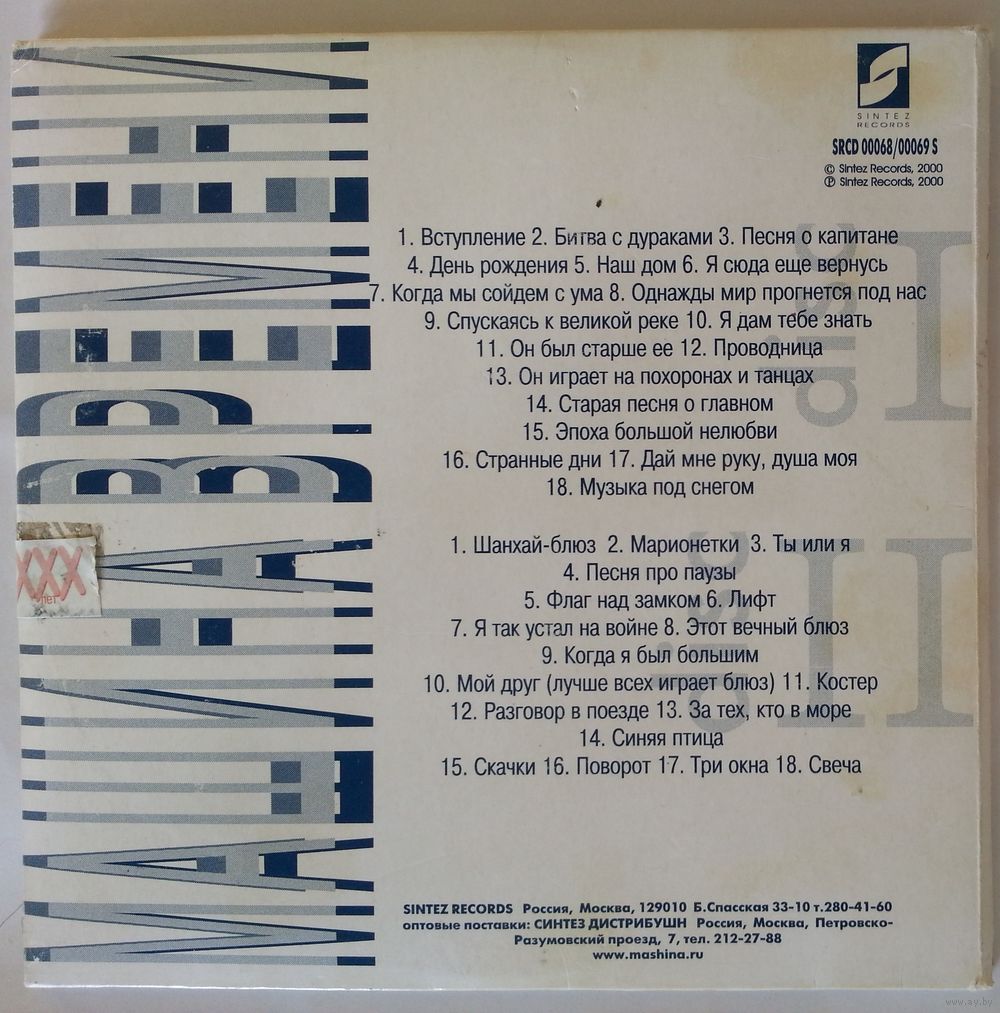 МАШИНА ВРЕМЕНИ
SINTEZ
RECORDS
SRCD 00068/00069 S
© Sintez Records, 2000
℗ Sintez Records, 2000
1. Вступление 2. Битва с дураками 3. Песня о капитане
4. День рождения 5. Наш дом 6. Я сюда еще вернусь
7. Когда мы сойдем с ума 8. Однажды мир прогнется под нас
9. Спускаясь к великой реке 10. Я дам тебе знать
11. Он был старше ее 12. Проводница
13. Он играет на похоронах и танцах
14. Старая песня о главном
15. Эпоха большой нелюбви
16. Странные дни 17. Дай мне руку, душа моя
18. Музыка под снегом
disc I
1. Шанхай-блюз 2. Марионетки 3. Ты или я
4. Песня про паузы
5. Флаг над замком 6. Лифт
7. Я так устал на войне 8. Этот вечный блюз
9. Когда я был большим
10. Мой друг (лучше всех играет блюз) 11. Костер
12. Разговор в поезде 13. За тех, кто в море
14. Синяя птица
15. Скачки 16. Поворот 17. Три окна 18. Свеча
disc II
XXX
лет
SINTEZ RECORDS Россия, Москва, 129010 Б.Спасская 33-10 т.280-41-60
оптовые поставки: СИНТЕЗ ДИСТРИБУШН Россия, Москва, Петровско-
Разумовский проезд, 7, тел. 212-27-88
www.mashina.ru
www.ay.by